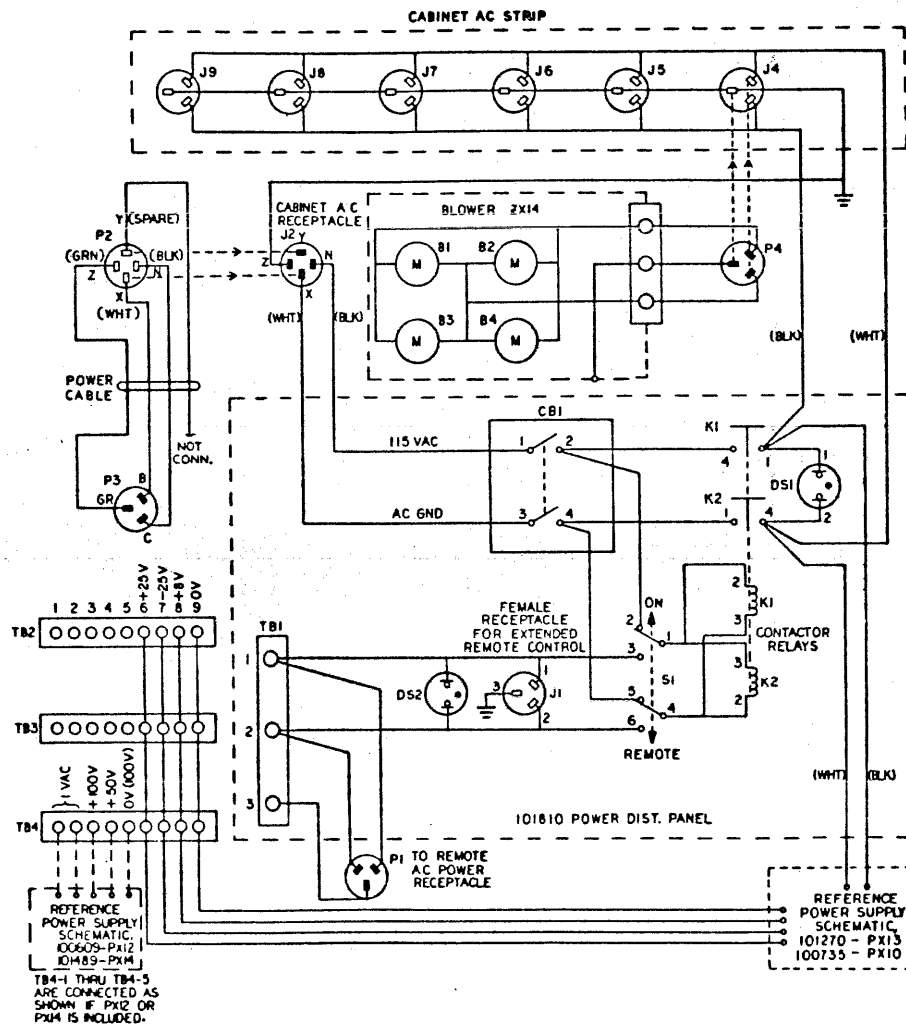 CABINET AC STRIP
J9
J8
J7
J6
J5
J4
Y (SPARE)
P2
(GRN)
(BLK)
Z
N
X
(WHT)
CABINET AC
RECEPTACLE
J2
Y
Z
N
X
(WHT)
(BLK)
BLOWER 2X14
B1
B2
M
M
B3
B4
M
M
P4
(BLK)
(WHT)
POWER
CABLE
NOT
CONN.
P3
B
GR
C
CB1
115 VAC
1
2
AC GND
3
4
K1
4
1
K2
1
4
DS1
1
2
1 2 3 4 5 6 7 8 9
+25V
-25V
+8V
0V
TB2
TB3
TB4
}1 VAC
+100V
+50V
0V (100V)
TB1
1
2
3
FEMALE
RECEPTACLE
FOR EXTENDED
REMOTE CONTROL
DS2
3
J1
1
2
ON
2
1
3
S1
5
4
6
REMOTE
2
K1
3
CONTACTOR
RELAYS
3
K2
2
(WHT)
(BLK)
101810 POWER DIST. PANEL
P1
TO REMOTE
AC POWER
RECEPTACLE
REFERENCE
POWER SUPPLY
SCHEMATIC,
100609-PX12
101489-PX14
TB4-1 THRU TB4-5
ARE CONNECTED AS
SHOWN IF PX12 OR
PX14 IS INCLUDED.
REFERENCE
POWER SUPPLY
SCHEMATIC,
101270 - PX13
100735 - PX10